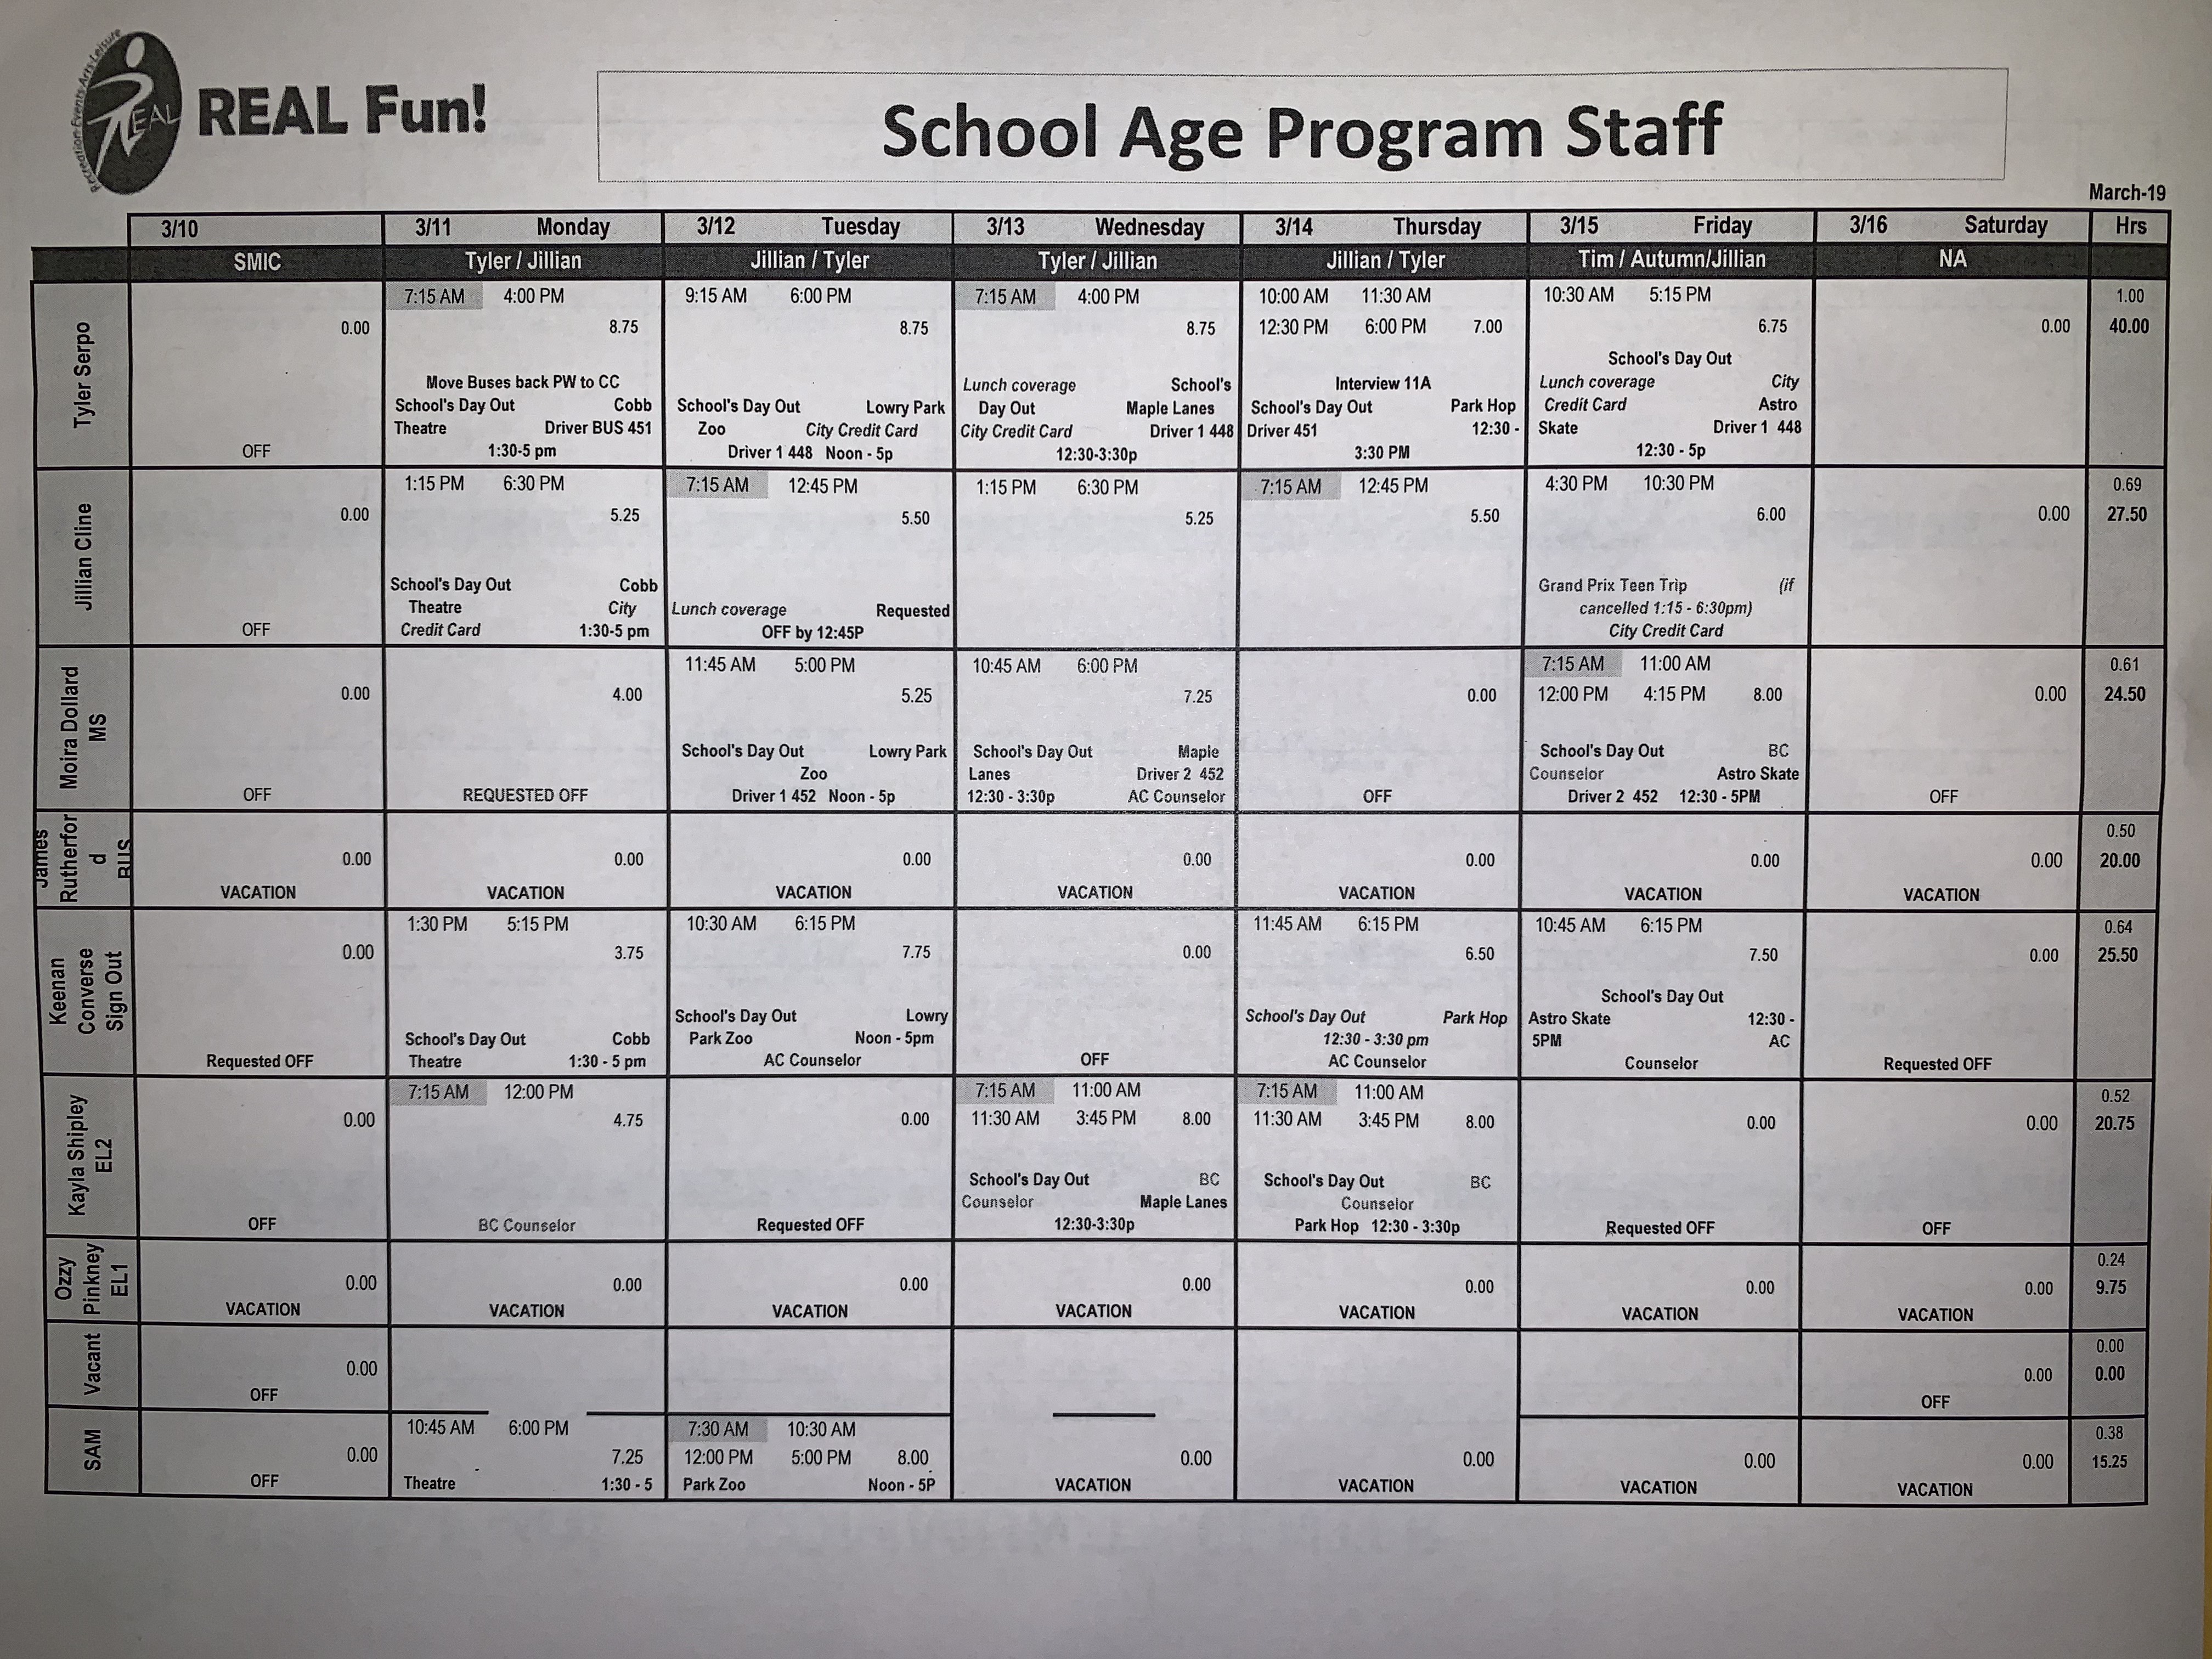 Recreation·Events·Arts·Leisure
REAL
REAL Fun!
School Age Program Staff
March-19
3/10 3/11 Monday 3/12 Tuesday 3/13 Wednesday 3/14 Thursday 3/15 Friday 3/16 Saturday Hrs
SMIC Tyler / Jillian Jillian / Tyler Tyler / Jillian Jillian / Tyler Tim / Autumn/Jillian NA
Tyler Serpo
7:15 AM 4:00 PM 9:15 AM 6:00 PM 7:15 AM 4:00 PM 10:00 AM 11:30 AM 10:30 AM 5:15 PM 1.00
0.00 8.75 8.75 8.75 12:30 PM 6:00 PM 7.00 6.75 0.00 40.00
School's Day Out
Move Buses back PW to CC Lunch coverage School's Interview 11A Lunch coverage City
School's Day Out Cobb School's Day Out Lowry Park Day Out Maple Lanes School's Day Out Park Hop Credit Card Astro
Theatre Driver BUS 451 Zoo City Credit Card City Credit Card Driver 1 448 Driver 451 12:30 - Skate Driver 1 448
OFF 1:30-5 pm Driver 1 448 Noon - 5p 12:30-3:30p 3:30 PM 12:30 - 5p
Jillian Cline
1:15 PM 6:30 PM 7:15 AM 12:45 PM 1:15 PM 6:30 PM 7:15 AM 12:45 PM 4:30 PM 10:30 PM 0.69
0.00 5.25 5.50 5.25 5.50 6.00 0.00 27.50
School's Day Out Cobb Grand Prix Teen Trip (if
Theatre City Lunch coverage Requested cancelled 1:15 - 6:30pm)
OFF Credit Card 1:30-5 pm OFF by 12:45P City Credit Card
Moira Dollard
MS
11:45 AM 5:00 PM 10:45 AM 6:00 PM 7:15 AM 11:00 AM 0.61
0.00 4.00 5.25 7.25 0.00 12:00 PM 4:15 PM 8.00 0.00 24.50
School's Day Out Lowry Park School's Day Out Maple School's Day Out BC
Zoo Lanes Driver 2 452 Counselor Astro Skate
OFF REQUESTED OFF Driver 1 452 Noon - 5p 12:30 - 3:30p AC Counselor OFF Driver 2 452 12:30 - 5PM OFF
James
Rutherfor
d
BUS
0.50
0.00 0.00 0.00 0.00 0.00 0.00 0.00 20.00
VACATION VACATION VACATION VACATION VACATION VACATION VACATION
Keenan
Converse
Sign Out
1:30 PM 5:15 PM 10:30 AM 6:15 PM 11:45 AM 6:15 PM 10:45 AM 6:15 PM 0.64
0.00 3.75 7.75 0.00 6.50 7.50 0.00 25.50
School's Day Out
School's Day Out Lowry School's Day Out Park Hop Astro Skate 12:30 -
School's Day Out Cobb Park Zoo Noon - 5pm 12:30 - 3:30 pm 5PM AC
Requested OFF Theatre 1:30 - 5 pm AC Counselor OFF AC Counselor Counselor Requested OFF
Kayla Shipley
EL2
7:15 AM 12:00 PM 7:15 AM 11:00 AM 7:15 AM 11:00 AM 0.52
0.00 4.75 0.00 11:30 AM 3:45 PM 8.00 11:30 AM 3:45 PM 8.00 0.00 0.00 20.75
School's Day Out BC School's Day Out BC
Counselor Maple Lanes Counselor
OFF BC Counselor Requested OFF 12:30-3:30p Park Hop 12:30 - 3:30p Requested OFF OFF
Ozzy
Pinkney
EL1
0.24
0.00 0.00 0.00 0.00 0.00 0.00 0.00 9.75
VACATION VACATION VACATION VACATION VACATION VACATION VACATION
Vacant
0.00
0.00 0.00 0.00
OFF OFF
SAM
10:45 AM 6:00 PM 7:30 AM 10:30 AM 0.38
0.00 7.25 12:00 PM 5:00 PM 8.00 0.00 0.00 0.00 0.00 15.25
OFF Theatre 1:30 - 5 Park Zoo Noon - 5P VACATION VACATION VACATION VACATION